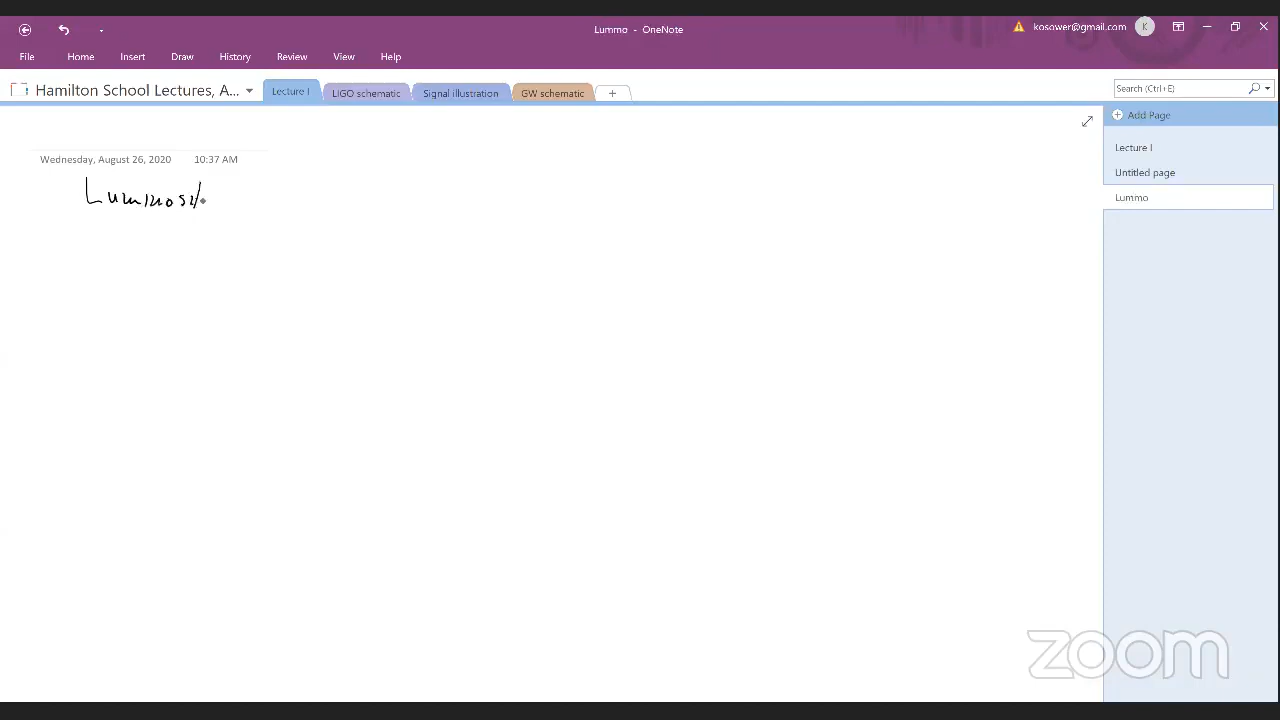 Lummo - OneNote
kosower@gmail.com
K
File Home Insert Draw History Review View Help
Hamilton School Lectures, A...
Lecture I
LIGO schematic
Signal illustration
GW schematic
Search (Ctrl+E)
Add Page
Wednesday, August 26, 2020 10:37 AM
Lecture I
Untitled page
Lummo
zoom